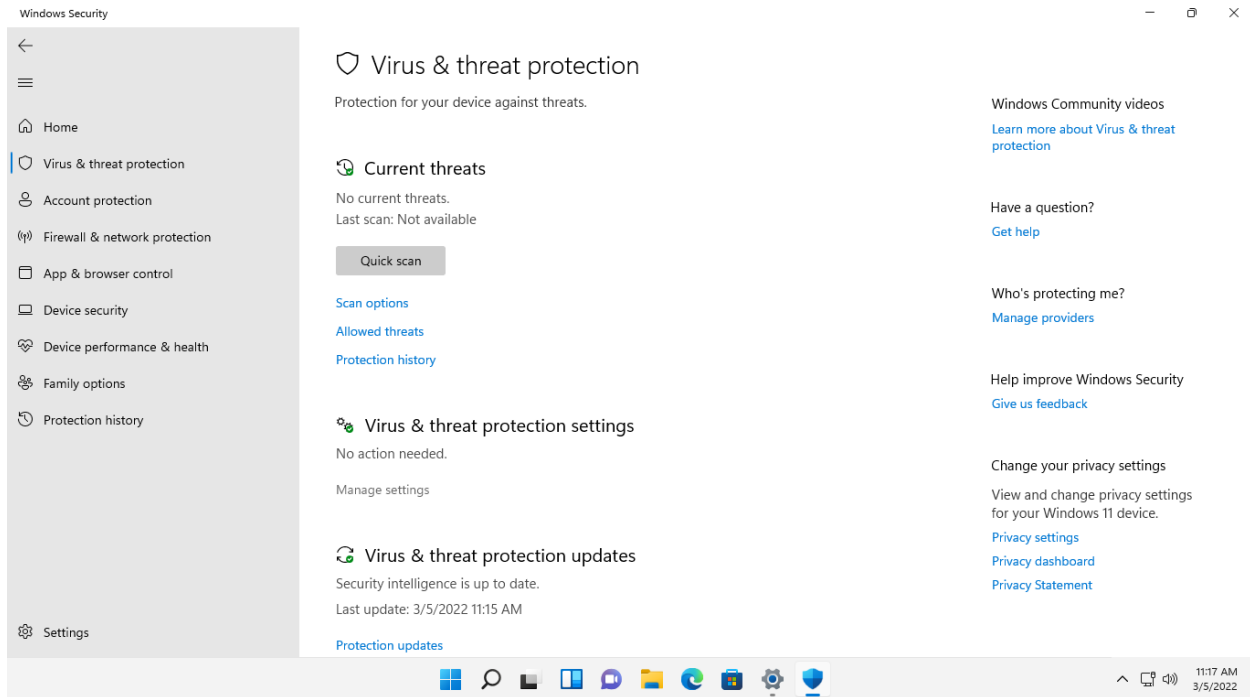 Windows Security
Home
Virus & threat protection
Account protection
Firewall & network protection
App & browser control
Device security
Device performance & health
Family options
Protection history
Settings
Virus & threat protection
Protection for your device against threats.
Current threats
No current threats.
Last scan: Not available
Quick scan
Scan options
Allowed threats
Protection history
Virus & threat protection settings
No action needed.
Manage settings
Virus & threat protection updates
Security intelligence is up to date.
Last update: 3/5/2022 11:15 AM
Protection updates
Windows Community videos
Learn more about Virus & threat
protection
Have a question?
Get help
Who's protecting me?
Manage providers
Help improve Windows Security
Give us feedback
Change your privacy settings
View and change privacy settings
for your Windows 11 device.
Privacy settings
Privacy dashboard
Privacy Statement
11:17 AM
3/5/2022